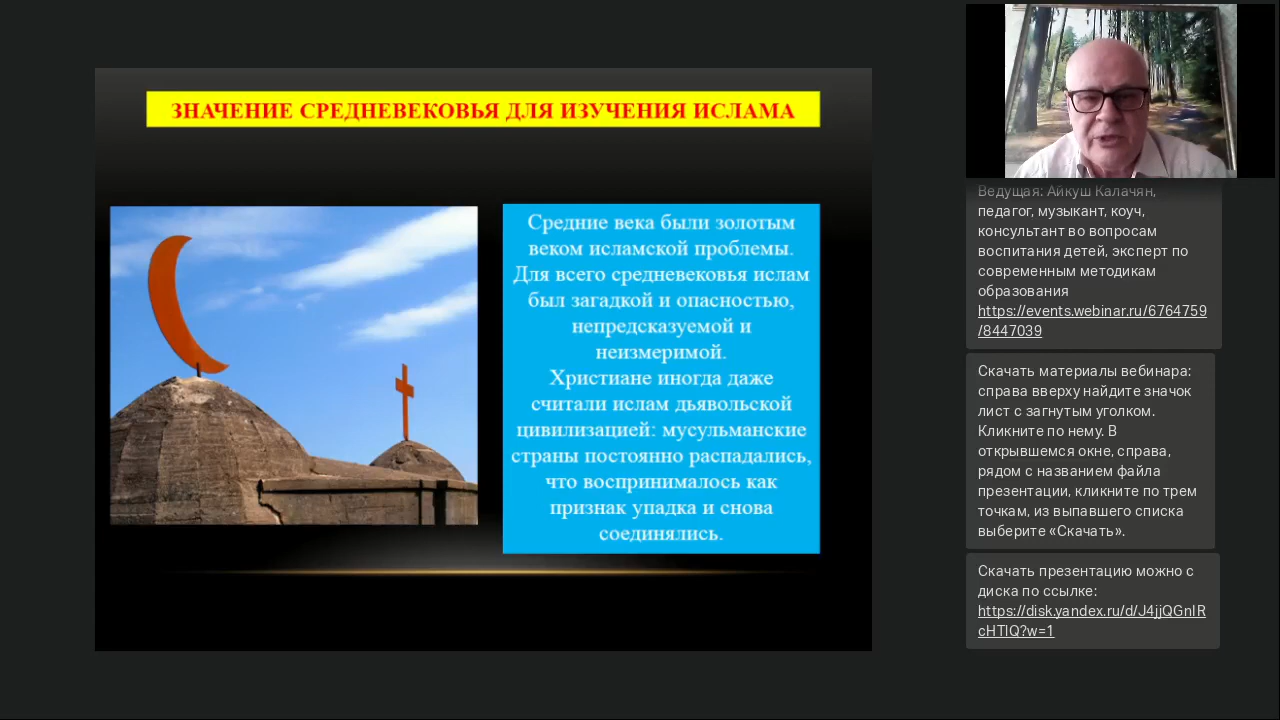 ЗНАЧЕНИЕ СРЕДНЕВЕКОВЬЯ ДЛЯ ИЗУЧЕНИЯ ИСЛАМА
Средние века были золотым
веком исламской проблемы.
Для всего средневековья ислам
был загадкой и опасностью,
непредсказуемой и
неизмеримой.
Христиане иногда даже
считали ислам дьявольской
цивилизацией: мусульманские
страны постоянно распадались,
что воспринималось как
признак упадка и снова
соединялись.
Ведущая: Айкуш Калачян,
педагог, музыкант, коуч,
консультант во вопросам
воспитания детей, эксперт по
современным методикам
образования
https://events.webinar.ru/6764759
/8447039
Скачать материалы вебинара:
справа вверху найдите значок
лист с загнутым уголком.
Кликните по нему. В
открывшемся окне, справа,
рядом с названием файла
презентации, кликните по трем
точкам, из выпавшего списка
выберите «Скачать».
Скачать презентацию можно с
диска по ссылке:
https://disk.yandex.ru/d/J4jjQGnIR
cHTlQ?w=1